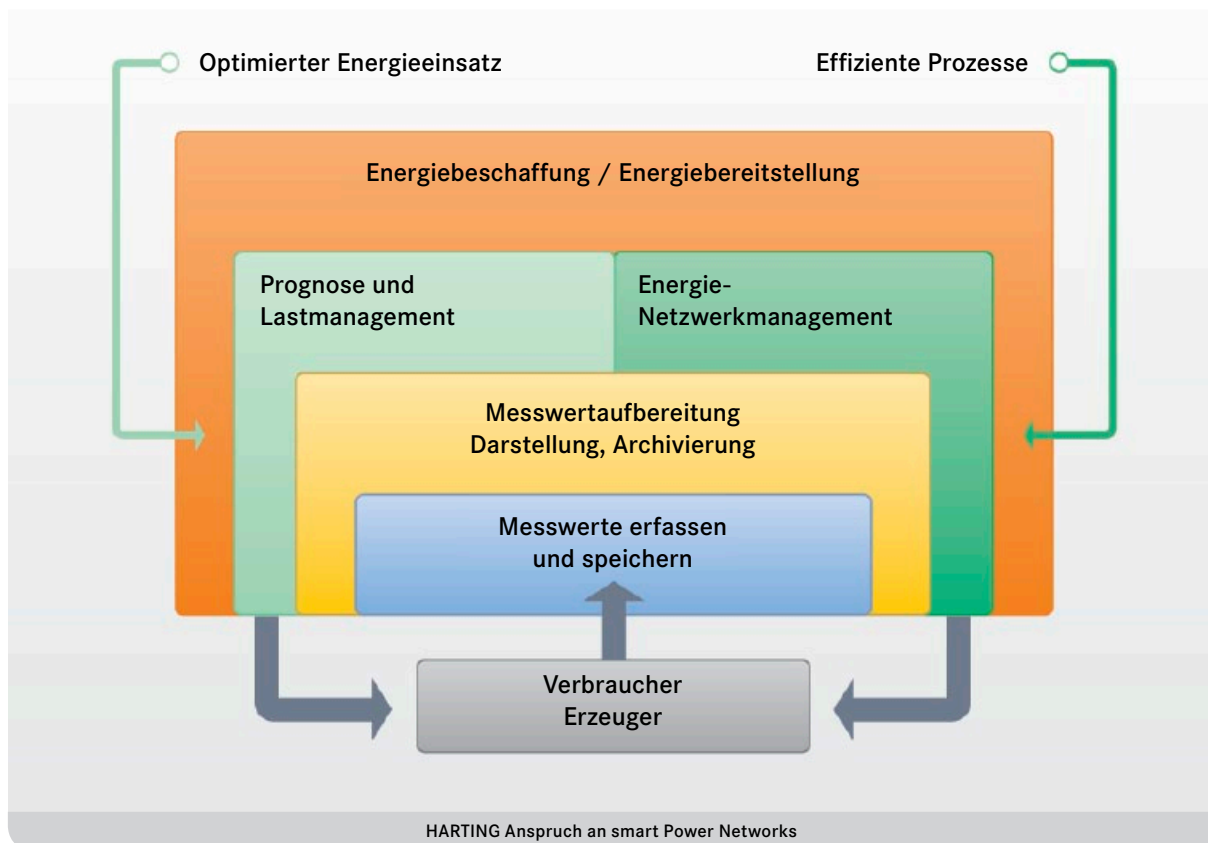 Optimierter Energieeinsatz
Effiziente Prozesse
Energiebeschaffung / Energiebereitstellung
Prognose und
Lastmanagement
Energie-
Netzwerkmanagement
Messwertaufbereitung
Darstellung, Archivierung
Messwerte erfassen
und speichern
Verbraucher
Erzeuger
HARTING Anspruch an smart Power Networks